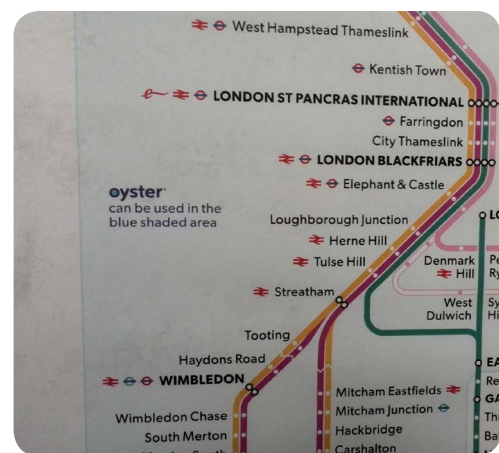 West Hampstead Thameslink
Kentish Town
LONDON ST PANCRAS INTERNATIONAL
Farringdon
City Thameslink
LONDON BLACKFRIARS
Elephant & Castle
oyster
can be used in the
blue shaded area
Loughborough Junction
Herne Hill
Tulse Hill
Denmark
Hill
Streatham
West
Dulwich
Tooting
Haydons Road
WIMBLEDON
Mitcham Eastfields
Wimbledon Chase
Mitcham Junction
South Merton
Hackbridge
Carshalton